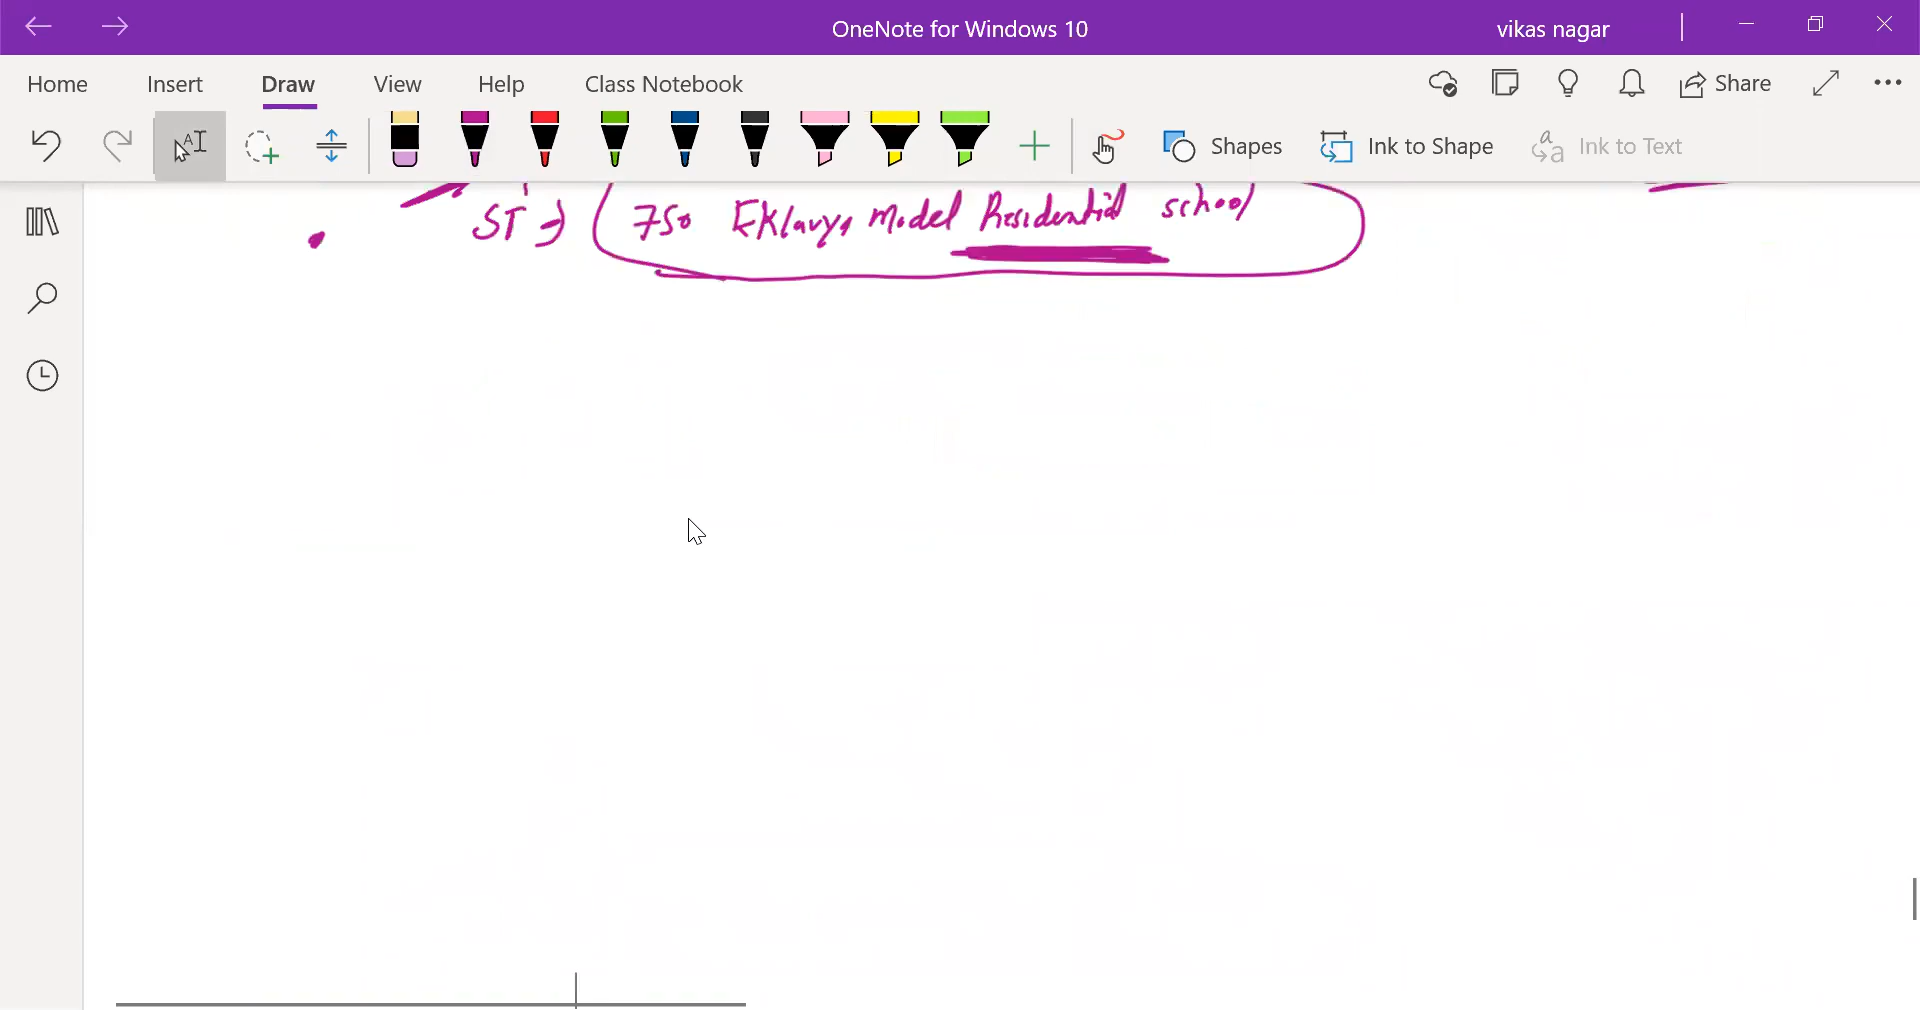 OneNote for Windows 10
vikas nagar
Home Insert Draw View Help Class Notebook Share
Shapes Ink to Shape Ink to Text
ST ⇒ 750 Eklavya Model Residential school